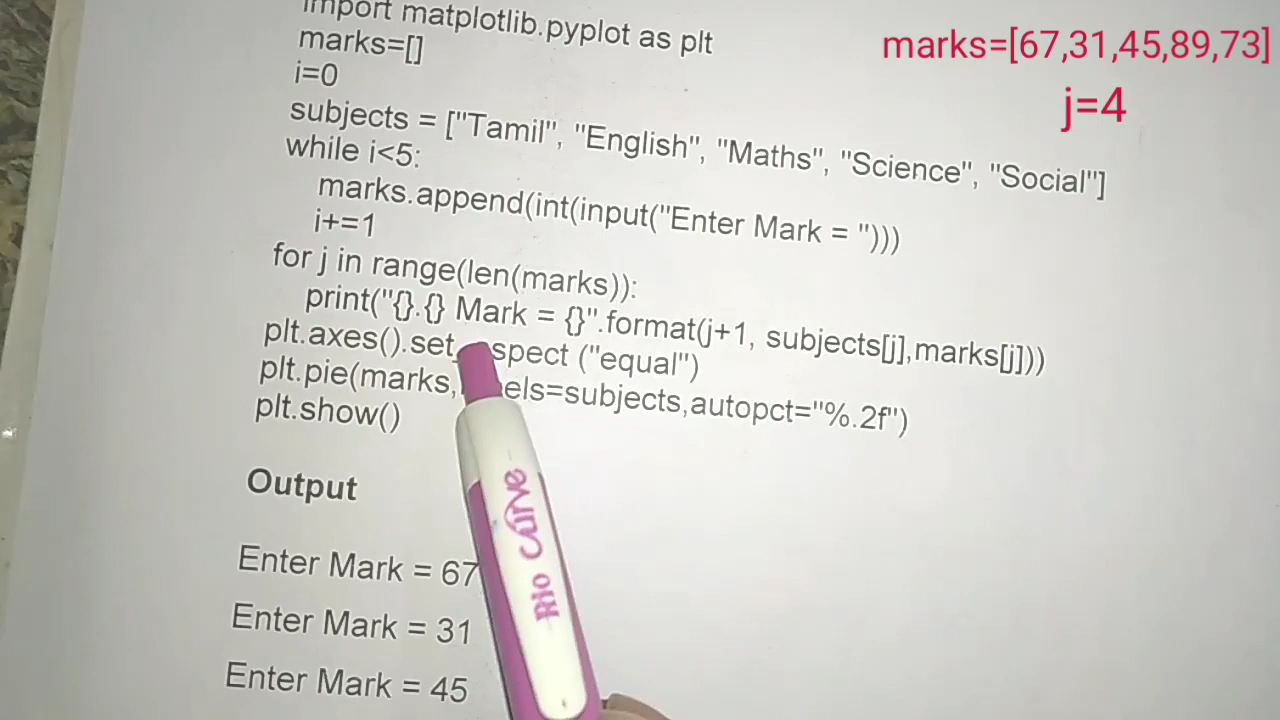 import matplotlib.pyplot as plt
marks=[]
i=0
subjects = ["Tamil", "English", "Maths", "Science", "Social"]
while i<5:
marks.append(int(input("Enter Mark = ")))
i+=1
for j in range(len(marks)):
print("{}.{} Mark = {}".format(j+1, subjects[j],marks[j]))
plt.axes().set_ spect ("equal")
plt.pie(marks, els=subjects,autopct="%.2f")
plt.show()
Output
Enter Mark = 67
Enter Mark = 31
Enter Mark = 45
marks=[67,31,45,89,73]
j=4
Rio Curve